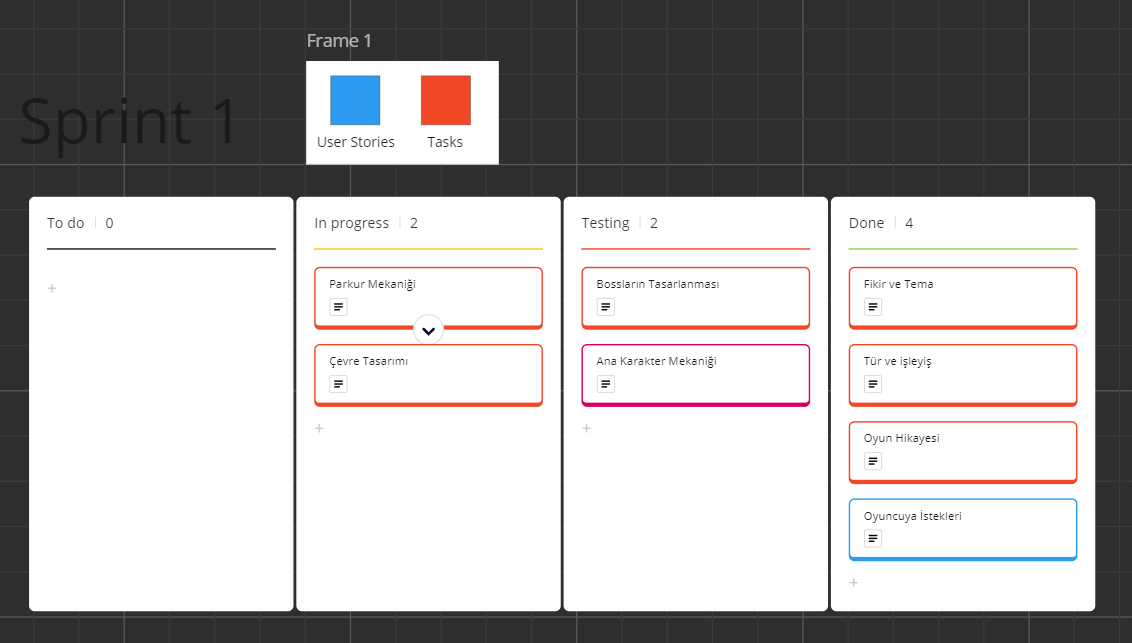 Frame 1
Sprint 1
User Stories
Tasks
To do | 0
In progress | 2
Parkur Mekaniği
Çevre Tasarımı
Testing | 2
Bossların Tasarlanması
Ana Karakter Mekaniği
Done | 4
Fikir ve Tema
Tür ve işleyiş
Oyun Hikayesi
Oyuncuya İstekleri